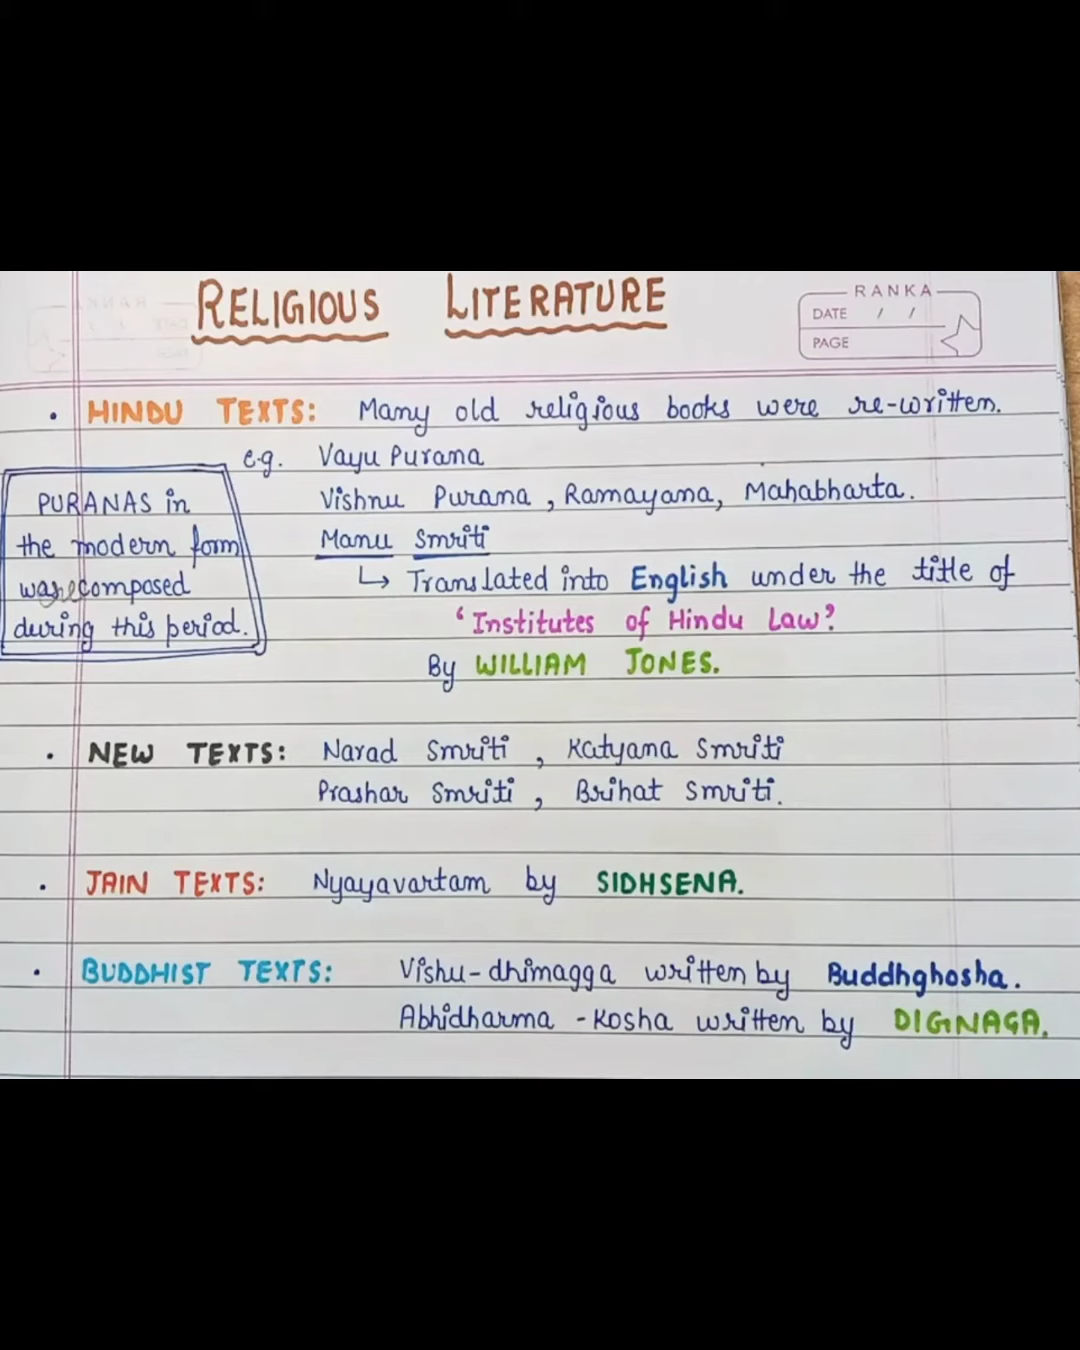 RELIGIOUS LITERATURE
RANKA
DATE / /
PAGE
• HINDU TEXTS: Many old religious books were re-written.
e.g. Vayu Purana
Vishnu Purana, Ramayana, Mahabharta.
Manu Smriti
↳ Translated into English under the title of
'Institutes of Hindu Law'.
By WILLIAM JONES.
PURANAS in
the modern form
was composed
during this period.
• NEW TEXTS: Narad Smriti, Katyana Smriti
Prashar Smriti, Brihat Smriti.
• JAIN TEXTS: Nyayavartam by SIDHSENA.
• BUDDHIST TEXTS: Vishu-dhimagga written by Buddhghosha.
Abhidharma-Kosha written by DIGNAGA.